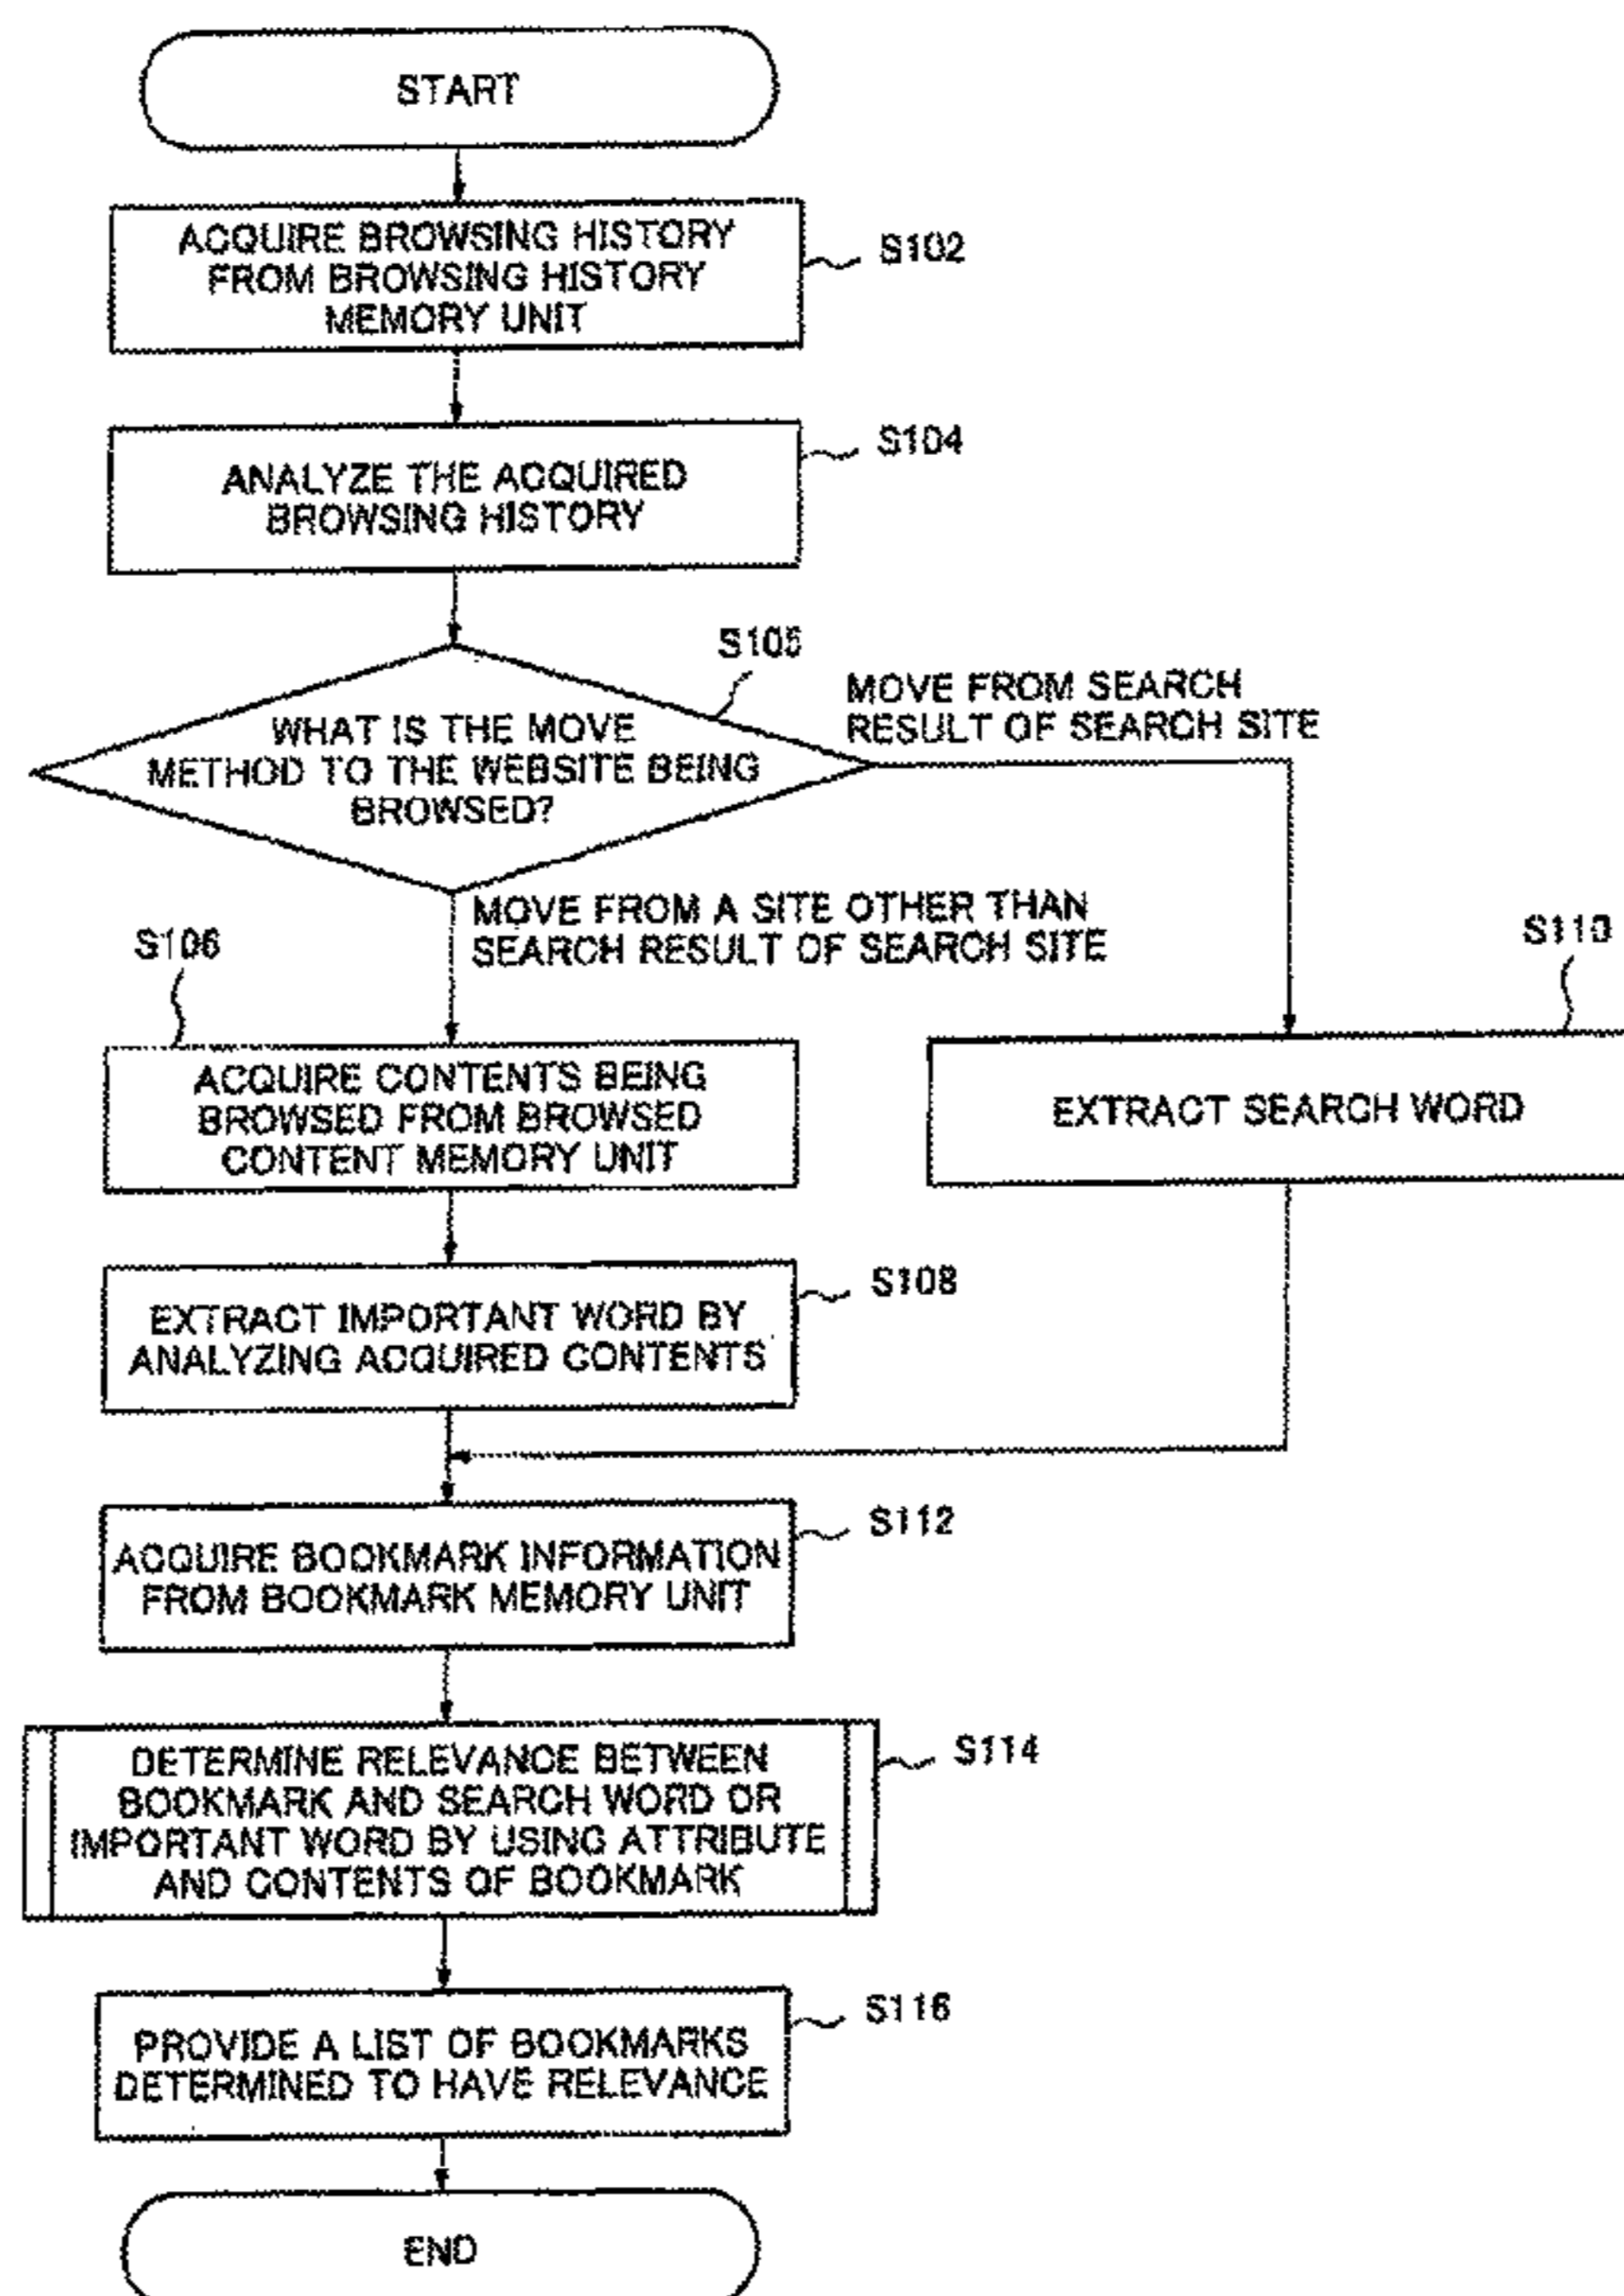 START
ACQUIRE BROWSING HISTORY
FROM BROWSING HISTORY
MEMORY UNIT
S102
ANALYZE THE ACQUIRED
BROWSING HISTORY
S104
WHAT IS THE MOVE
METHOD TO THE WEBSITE BEING
BROWSED?
S105
MOVE FROM SEARCH
RESULT OF SEARCH SITE
MOVE FROM A SITE OTHER THAN
SEARCH RESULT OF SEARCH SITE
S106
ACQUIRE CONTENTS BEING
BROWSED FROM BROWSED
CONTENT MEMORY UNIT
S110
EXTRACT SEARCH WORD
EXTRACT IMPORTANT WORD BY
ANALYZING ACQUIRED CONTENTS
S108
ACQUIRE BOOKMARK INFORMATION
FROM BOOKMARK MEMORY UNIT
S112
DETERMINE RELEVANCE BETWEEN
BOOKMARK AND SEARCH WORD OR
IMPORTANT WORD BY USING ATTRIBUTE
AND CONTENTS OF BOOKMARK
S114
PROVIDE A LIST OF BOOKMARKS
DETERMINED TO HAVE RELEVANCE
S116
END